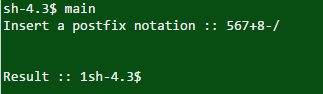 sh-4.3$ main
Insert a postfix notation :: 567+8-/
Result :: 1sh-4.3$